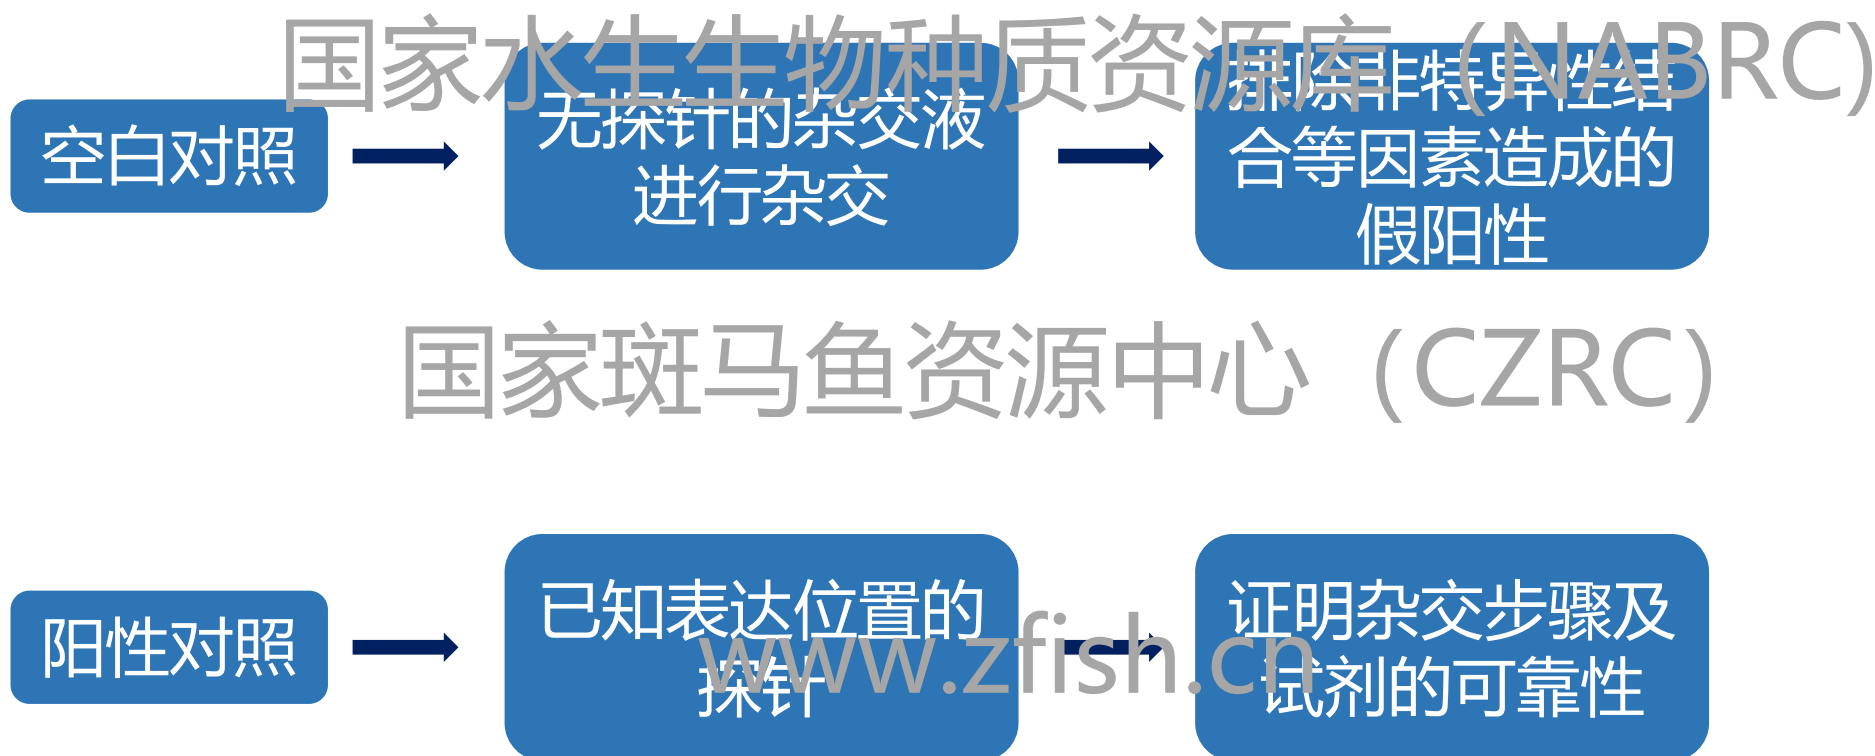 国家水生生物种质资源库（NABRC）
空白对照
无探针的杂交液
进行杂交
排除非特异性结
合等因素造成的
假阳性
国家斑马鱼资源中心（CZRC）
阳性对照
已知表达位置的
探针
证明杂交步骤及
试剂的可靠性
www.zfish.cn